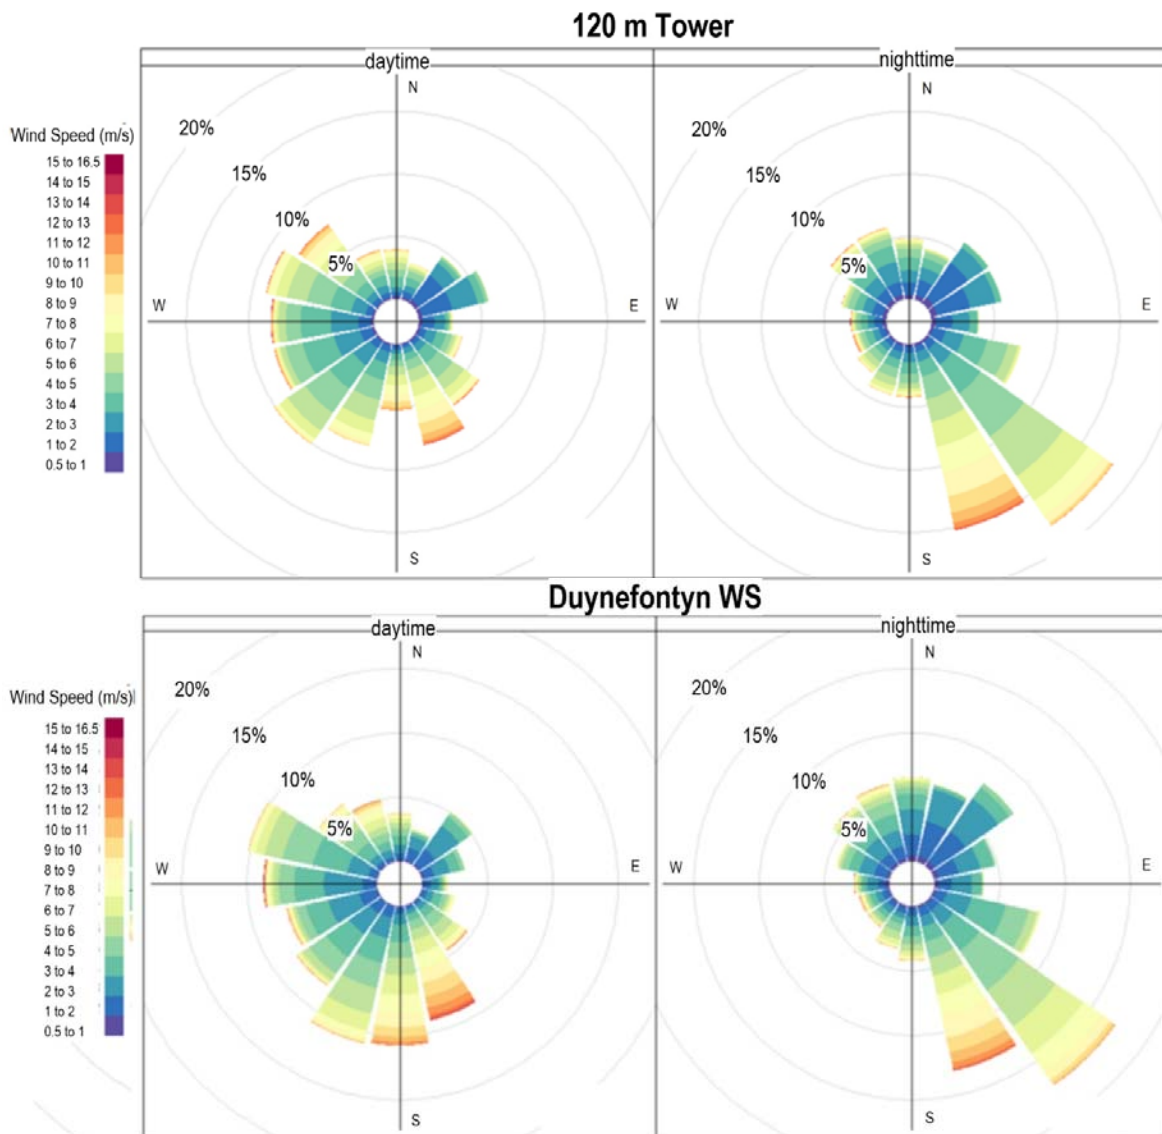 120 m Tower
daytime
nighttime
N
N
20%
20%
Wind Speed (m/s)
15 to 16.5
14 to 15
13 to 14
12 to 13
11 to 12
10 to 11
9 to 10
8 to 9
7 to 8
6 to 7
5 to 6
4 to 5
3 to 4
2 to 3
1 to 2
0.5 to 1
15%
15%
10%
10%
5%
5%
W
E
W
E
S
S
Duynefontyn WS
daytime
nighttime
N
N
20%
20%
Wind Speed (m/s)
15 to 16.5
14 to 15
13 to 14
12 to 13
11 to 12
10 to 11
9 to 10
8 to 9
7 to 8
6 to 7
5 to 6
4 to 5
3 to 4
2 to 3
1 to 2
0.5 to 1
15%
15%
10%
10%
5%
5%
W
E
W
E
S
S